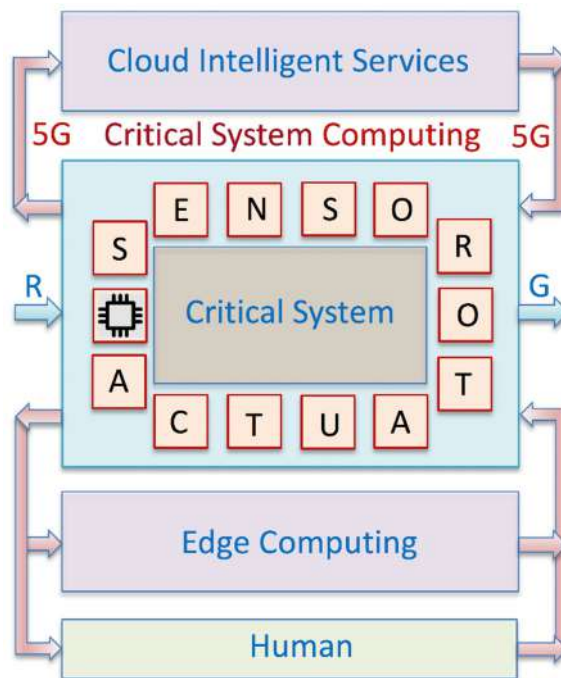 Cloud Intelligent Services
5G Critical System Computing 5G
E N S O
S R
R Critical System O G
A T
C T U A
Edge Computing
Human